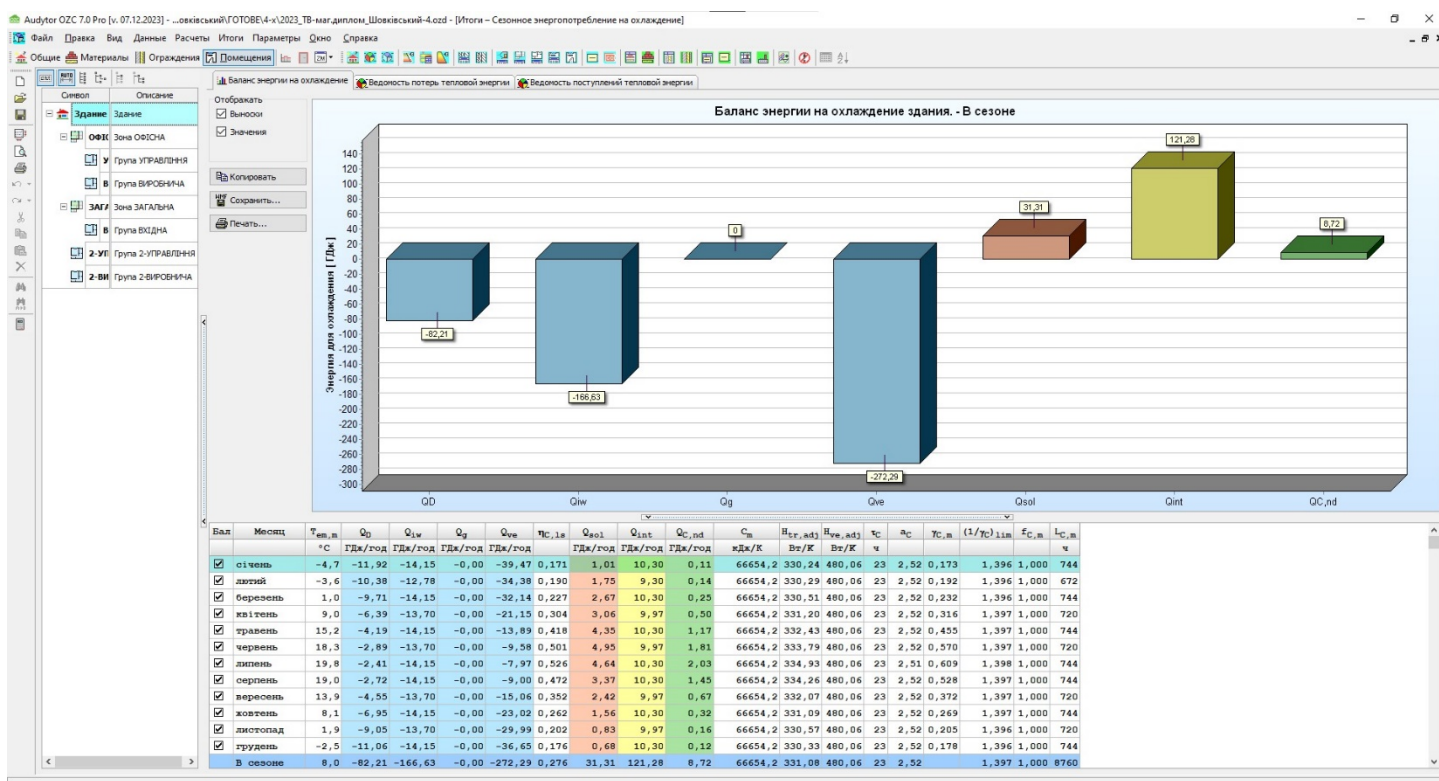 Audytor OZC 7.0 Pro [v. 07.12.2023] - ...овківський\ГОТОВЕ\4-х\2023_ТВ-маг.диплом_Шовківський-4.ozd - [Итоги – Сезонное энергопотребление на охлаждение]
Файл Правка Вид Данные Расчеты Итоги Параметры Окно Справка
Общие Материалы Ограждения Помещения
Баланс энергии на охлаждение Ведомость потерь тепловой энергии Ведомость поступлений тепловой энергии
Символ Описание
Здание Здание
ОФІС Зона ОФІСНА
У Група УПРАВЛІННЯ
В Група ВИРОБНИЧА
ЗАГА Зона ЗАГАЛЬНА
В Група ВХІДНА
2-УП Група 2-УПРАВЛІННЯ
2-ВИ Група 2-ВИРОБНИЧА
Отображать
Выноски
Значения
Копировать
Сохранить...
Печать...
Баланс энергии на охлаждение здания. - В сезоне
Энергия для охлаждения [ГДж]
140
120
100
80
60
40
20
0
-20
-40
-60
-80
-100
-120
-140
-160
-180
-200
-220
-240
-260
-280
-300
-82,21 -166,63 0 -272,29 31,31 121,28 8,72
QD Qiw Qg Qve Qsol Qint QC,nd
Бал Месяц Tem,m QD Qiw Qg Qve ηC,ls Qsol Qint QC,nd Cm Htr,adj Hve,adj τC aC γC,m (1/γC)lim fC,m LC,m
°C ГДж/год ГДж/год ГДж/год ГДж/год ГДж/год ГДж/год ГДж/год кДж/К Вт/К Вт/К ч ч
січень -4,7 -11,92 -14,15 -0,00 -39,47 0,171 1,01 10,30 0,11 66654,2 330,24 480,06 23 2,52 0,173 1,396 1,000 744
лютий -3,6 -10,38 -12,78 -0,00 -34,38 0,190 1,75 9,30 0,14 66654,2 330,29 480,06 23 2,52 0,192 1,396 1,000 672
березень 1,0 -9,71 -14,15 -0,00 -32,14 0,227 2,67 10,30 0,25 66654,2 330,51 480,06 23 2,52 0,232 1,396 1,000 744
квітень 9,0 -6,39 -13,70 -0,00 -21,15 0,304 3,06 9,97 0,50 66654,2 331,20 480,06 23 2,52 0,316 1,397 1,000 720
травень 15,2 -4,19 -14,15 -0,00 -13,89 0,418 4,35 10,30 1,17 66654,2 332,43 480,06 23 2,52 0,455 1,397 1,000 744
червень 18,3 -2,89 -13,70 -0,00 -9,58 0,501 4,95 9,97 1,81 66654,2 333,79 480,06 23 2,52 0,570 1,397 1,000 720
липень 19,8 -2,41 -14,15 -0,00 -7,97 0,526 4,64 10,30 2,03 66654,2 334,93 480,06 23 2,51 0,609 1,398 1,000 744
серпень 19,0 -2,72 -14,15 -0,00 -9,00 0,472 3,37 10,30 1,45 66654,2 334,26 480,06 23 2,52 0,528 1,397 1,000 744
вересень 13,9 -4,55 -13,70 -0,00 -15,06 0,352 2,42 9,97 0,67 66654,2 332,07 480,06 23 2,52 0,372 1,397 1,000 720
жовтень 8,1 -6,95 -14,15 -0,00 -23,02 0,262 1,56 10,30 0,32 66654,2 331,09 480,06 23 2,52 0,269 1,397 1,000 744
листопад 1,9 -9,05 -13,70 -0,00 -29,99 0,202 0,83 9,97 0,16 66654,2 330,57 480,06 23 2,52 0,205 1,397 1,000 720
грудень -2,5 -11,06 -14,15 -0,00 -36,65 0,176 0,68 10,30 0,12 66654,2 330,33 480,06 23 2,52 0,178 1,396 1,000 744
В сезоне 8,0 -82,21 -166,63 -0,00 -272,29 0,276 31,31 121,28 8,72 66654,2 331,08 480,06 23 2,52 1,397 1,000 8760